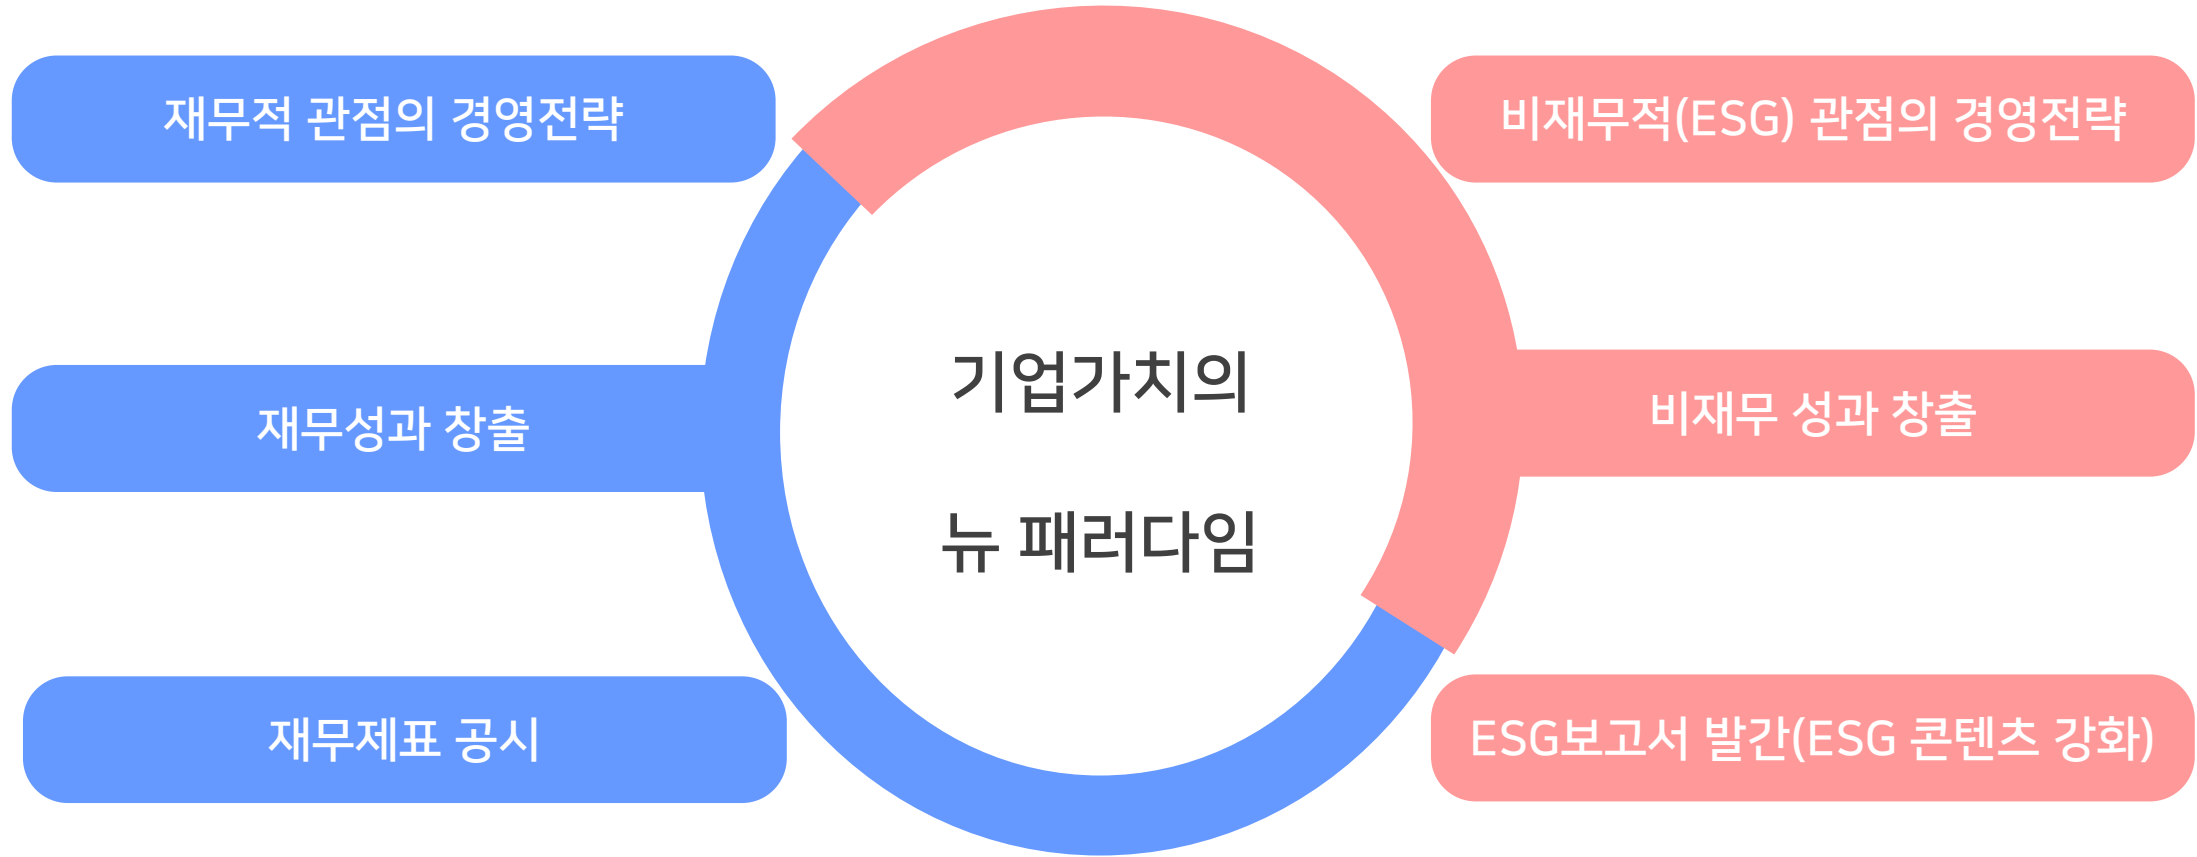 재무적 관점의 경영전략
비재무적(ESG) 관점의 경영전략
기업가치의
뉴 패러다임
재무성과 창출
비재무 성과 창출
재무제표 공시
ESG보고서 발간(ESG 콘텐츠 강화)